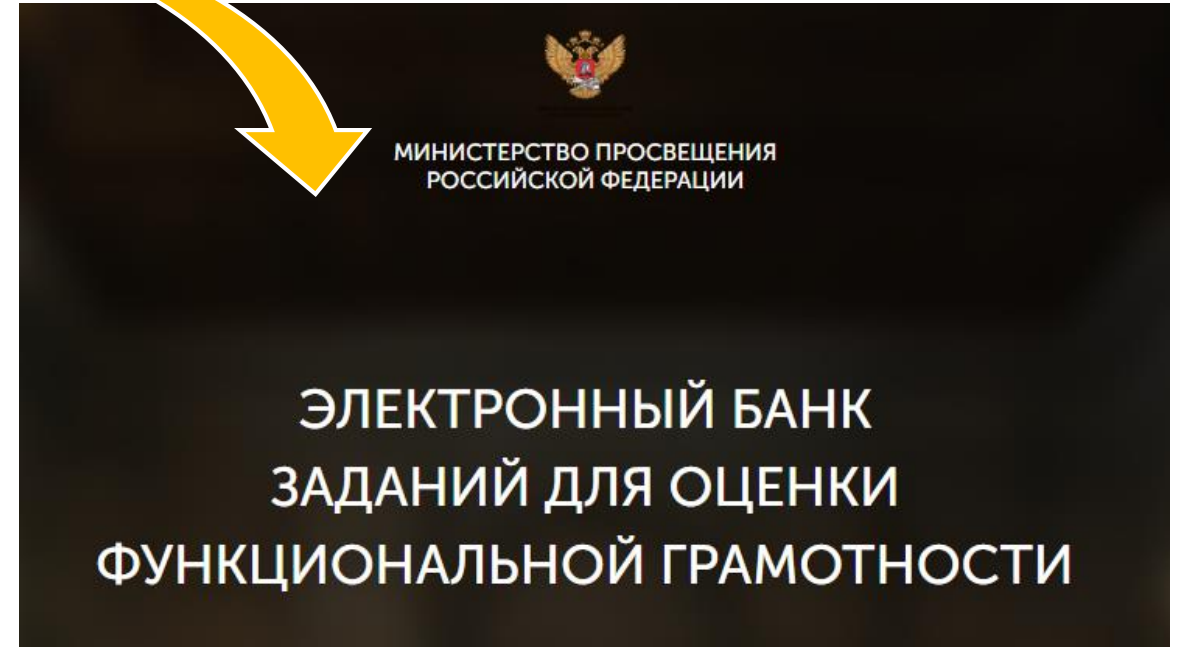 МИНИСТЕРСТВО ПРОСВЕЩЕНИЯ
РОССИЙСКОЙ ФЕДЕРАЦИИ
ЭЛЕКТРОННЫЙ БАНК
ЗАДАНИЙ ДЛЯ ОЦЕНКИ
ФУНКЦИОНАЛЬНОЙ ГРАМОТНОСТИ